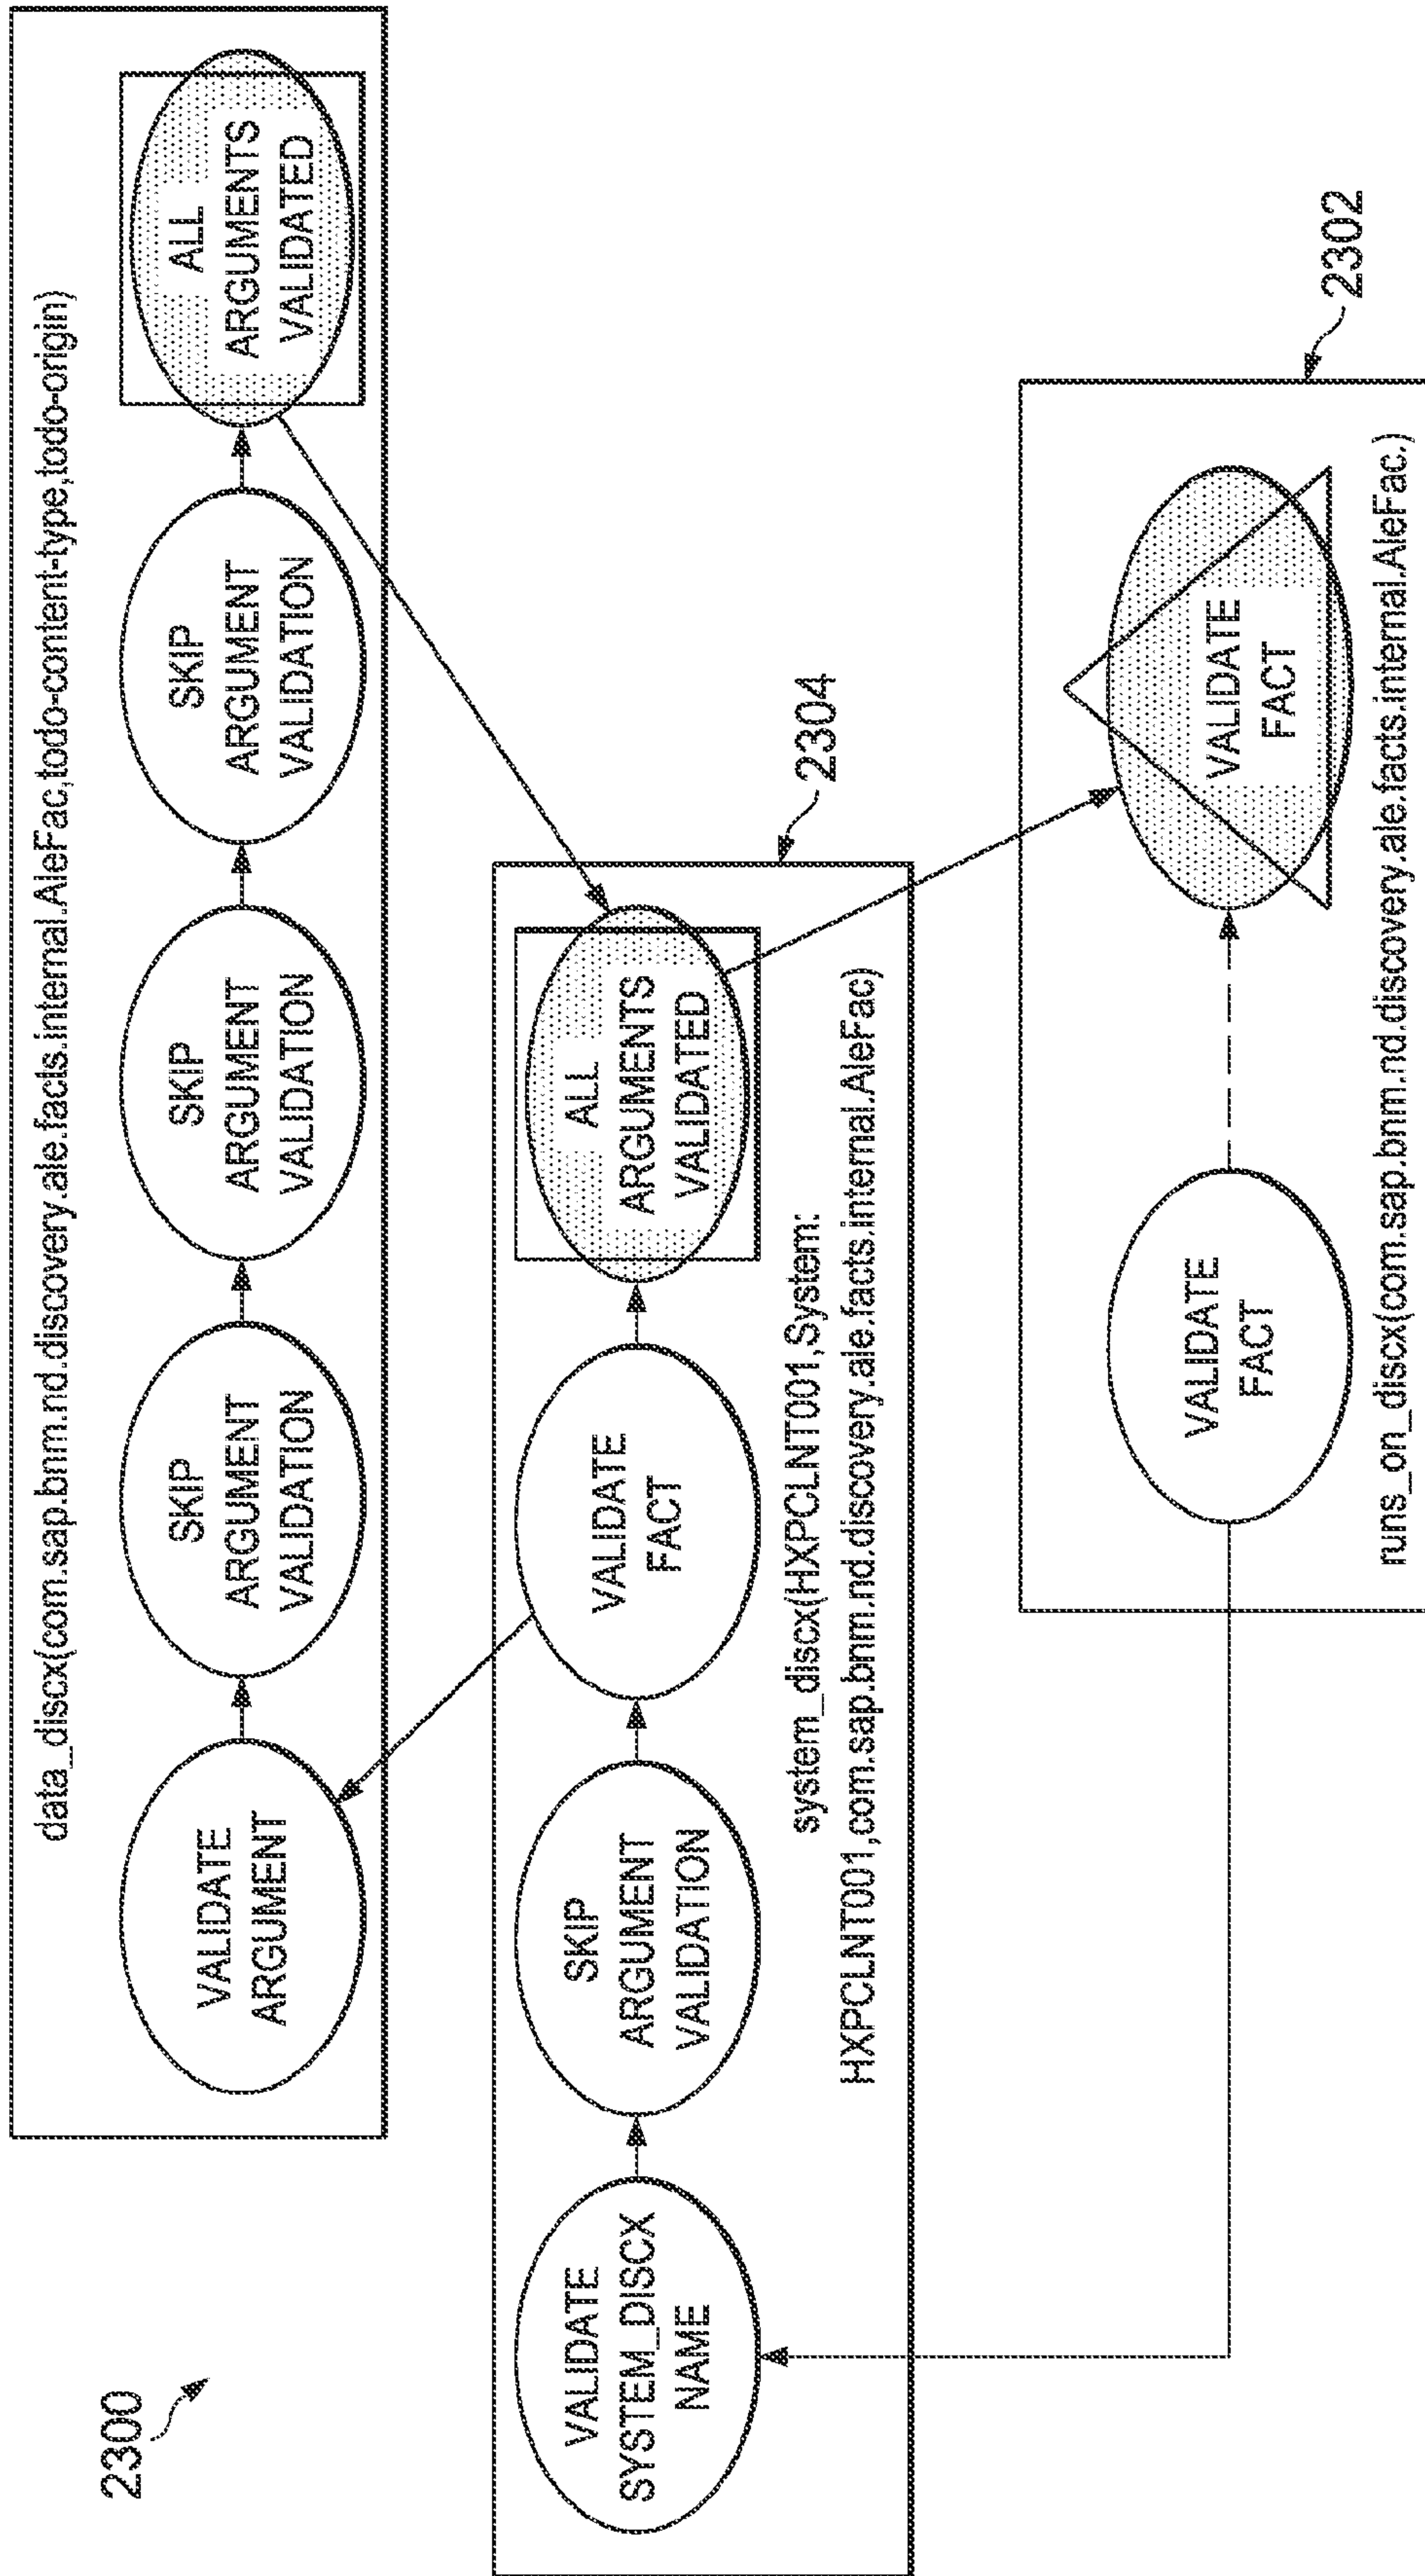 2300
data_discx(com.sap.bnm.nd.discovery.ale.facts.internal.AleFac,todo-content-type,todo-origin)
VALIDATE
ARGUMENT
SKIP
ARGUMENT
VALIDATION
SKIP
ARGUMENT
VALIDATION
SKIP
ARGUMENT
VALIDATION
ALL
ARGUMENTS
VALIDATED
VALIDATE
SYSTEM_DISCX
NAME
SKIP
ARGUMENT
VALIDATION
VALIDATE
FACT
ALL
ARGUMENTS
VALIDATED
2304
system_discx(HXPCLNT001,System:
HXPCLNT001,com.sap.bnm.nd.discovery.ale.facts.internal.AleFac)
VALIDATE
FACT
VALIDATE
FACT
2302
runs_on_discx(com.sap.bnm.nd.discovery.ale.facts.internal.AleFac.)